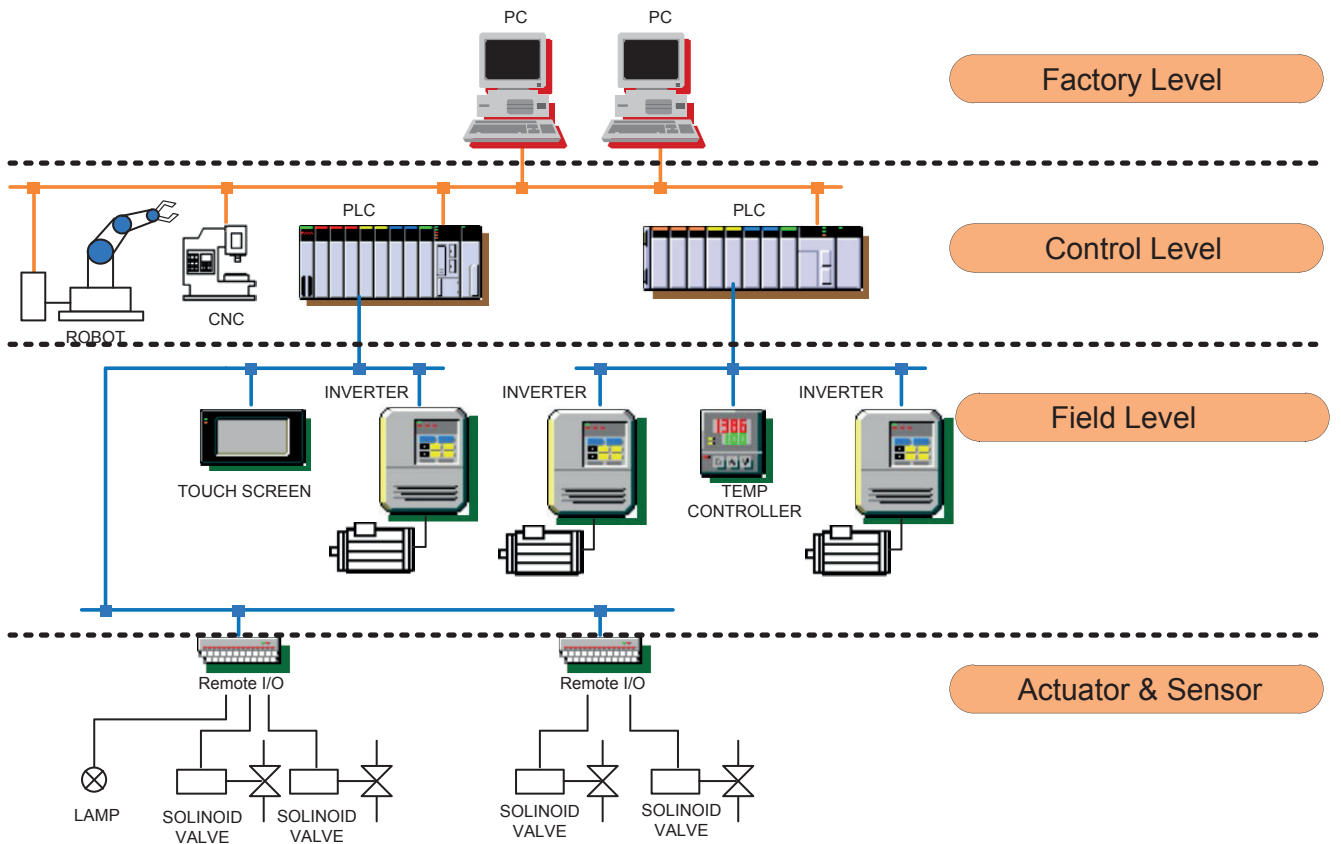 PC
PC
Factory Level
PLC
PLC
Control Level
CNC
ROBOT
INVERTER
INVERTER
INVERTER
Field Level
1386
TOUCH SCREEN
TEMP
CONTROLLER
Remote I/O
Remote I/O
Actuator & Sensor
LAMP
SOLINOID
VALVE
SOLINOID
VALVE
SOLINOID
VALVE
SOLINOID
VALVE